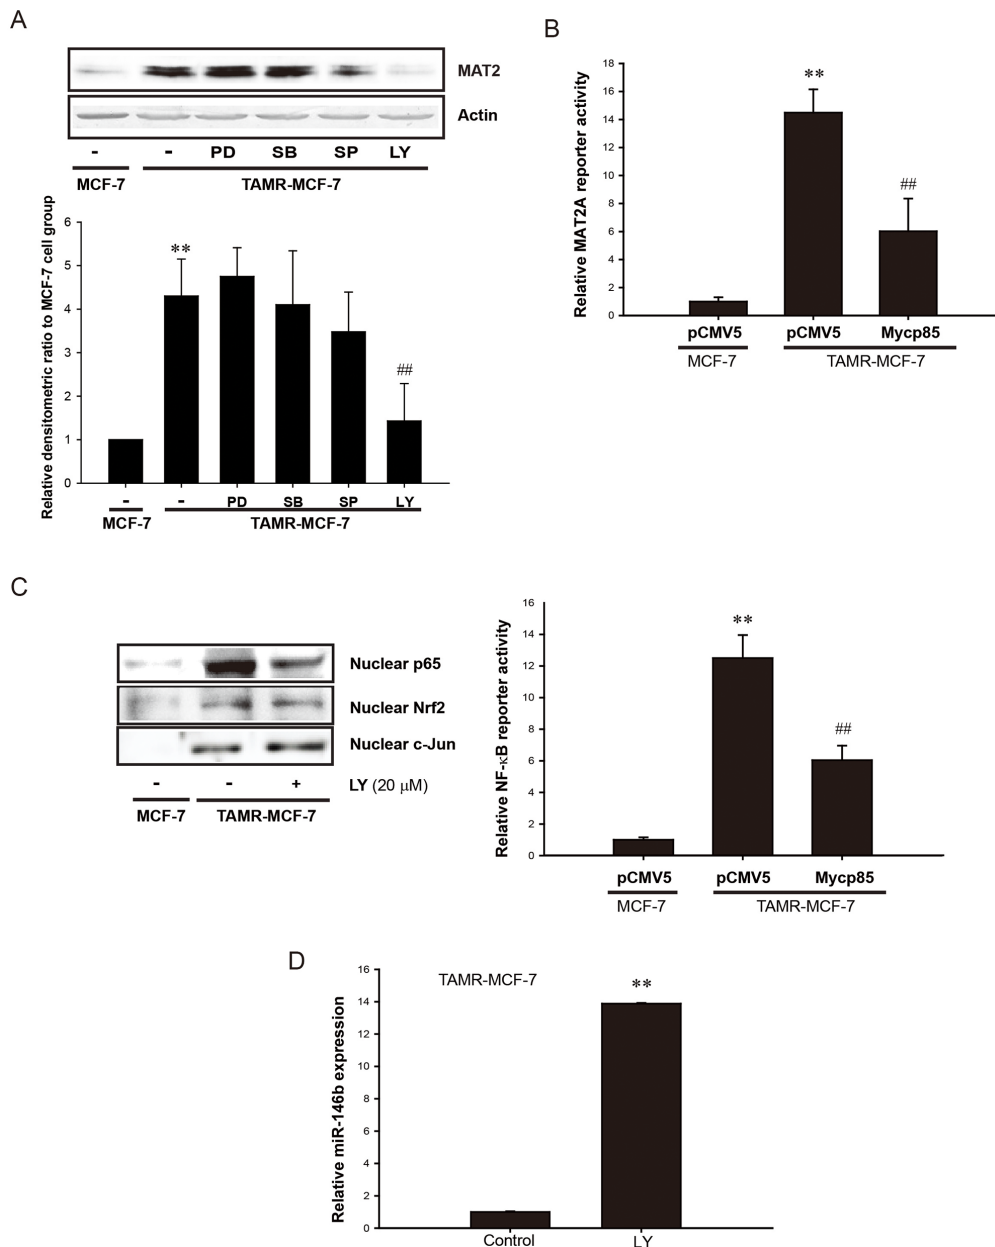 A
MAT2
Actin
- - PD SB SP LY
MCF-7 TAMR-MCF-7
Relative densitometric ratio to MCF-7 cell group
6
5
4
3
2
1
0
**
##
- - PD SB SP LY
MCF-7 TAMR-MCF-7
B
Relative MAT2A reporter activity
18
16
14
12
10
8
6
4
2
0
**
##
pCMV5 pCMV5 Mycp85
MCF-7 TAMR-MCF-7
C
Nuclear p65
Nuclear Nrf2
Nuclear c-Jun
- - + LY (20 μM)
MCF-7 TAMR-MCF-7
Relative NF-κB reporter activity
16
14
12
10
8
6
4
2
0
**
##
pCMV5 pCMV5 Mycp85
MCF-7 TAMR-MCF-7
D
TAMR-MCF-7
Relative miR-146b expression
16
14
12
10
8
6
4
2
0
**
Control LY